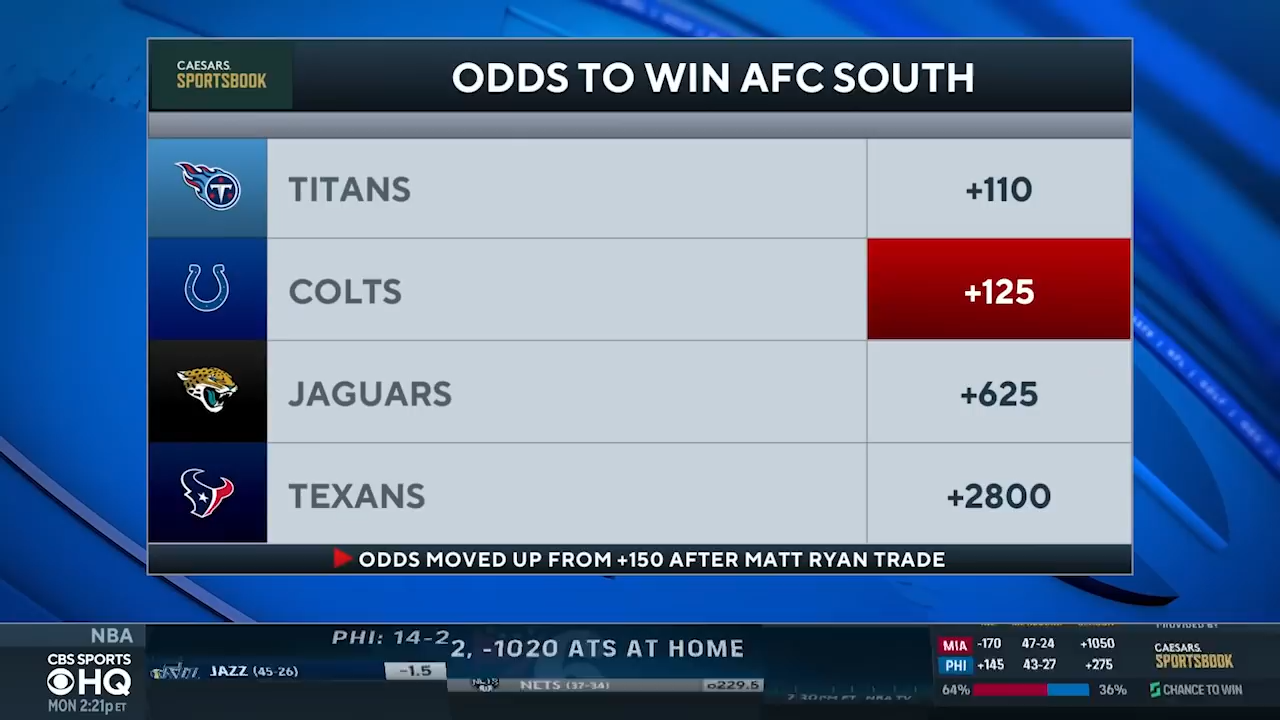 CAESARS
SPORTSBOOK
ODDS TO WIN AFC SOUTH
TITANS
+110
COLTS
+125
JAGUARS
+625
TEXANS
+2800
ODDS MOVED UP FROM +150 AFTER MATT RYAN TRADE
NBA
CBS SPORTS
HQ
MON 2:21PET
PHI: 14-2
2, -1020 ATS AT HOME
JAZZ (45-26)
-1.5
NETS (37-34)
o229.5
MIA -170 47-24 +1050
PHI +145 43-27 +275
64% 36%
PROVIDED BY
CAESARS
SPORTSBOOK
CHANCE TO WIN